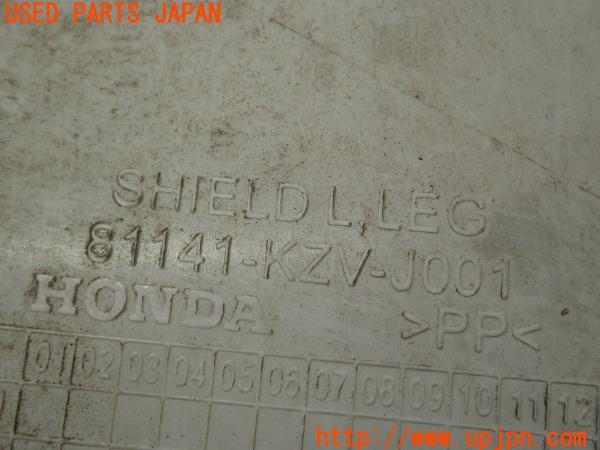 USED PARTS JAPAN
SHIELD L, LEG
81141-KZV-J001
HONDA >PP<
01 02 03 04 05 06 07 08 09 10 11 12
http://www.upjpn.com